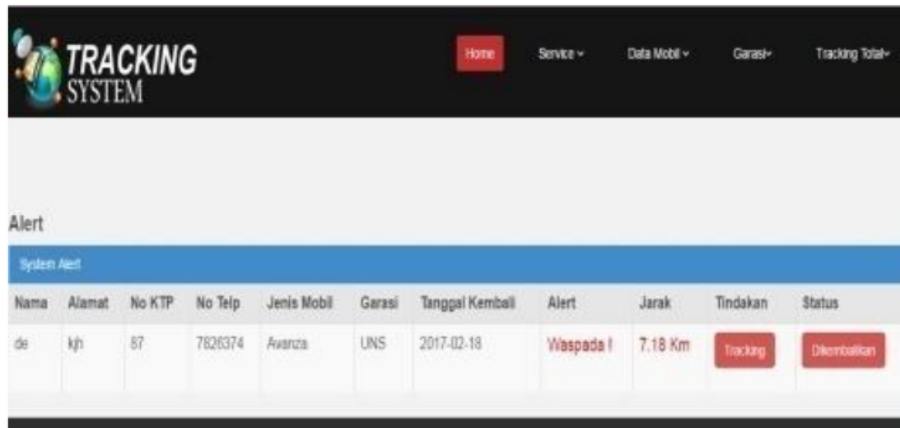 TRACKING
SYSTEM
Home Service Data Mobil Garasi Tracking Total
Alert
System Alert
Nama Alamat No KTP No Telp Jenis Mobil Garasi Tanggal Kembali Alert Jarak Tindakan Status
de kjh 87 7826374 Avanza UNS 2017-02-18 Waspada ! 7.18 Km Tracking Dikembalikan